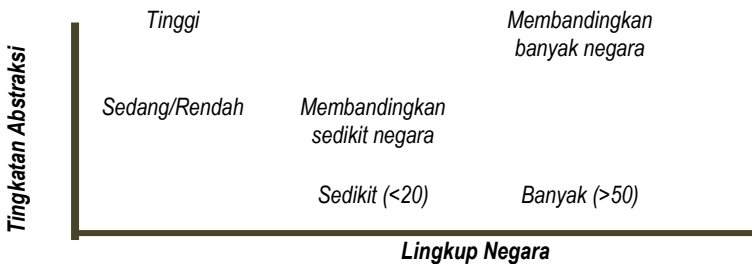 Tingkatan Abstraksi
Tinggi
Membandingkan
banyak negara
Sedang/Rendah
Membandingkan
sedikit negara
Sedikit (<20)
Banyak (>50)
Lingkup Negara